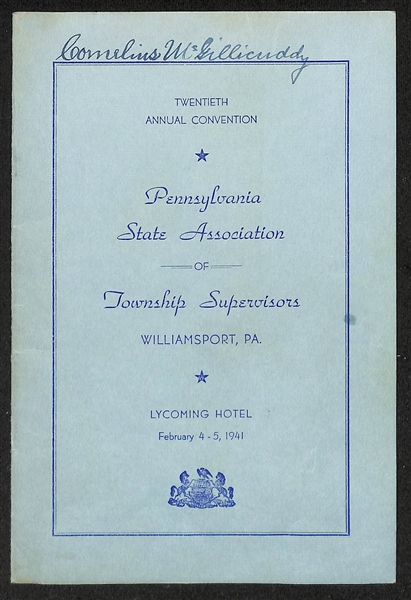 Cornelius McGillicuddy
TWENTIETH
ANNUAL CONVENTION
Pennsylvania
State Association
OF
Township Supervisors
WILLIAMSPORT, PA.
LYCOMING HOTEL
February 4 - 5, 1941